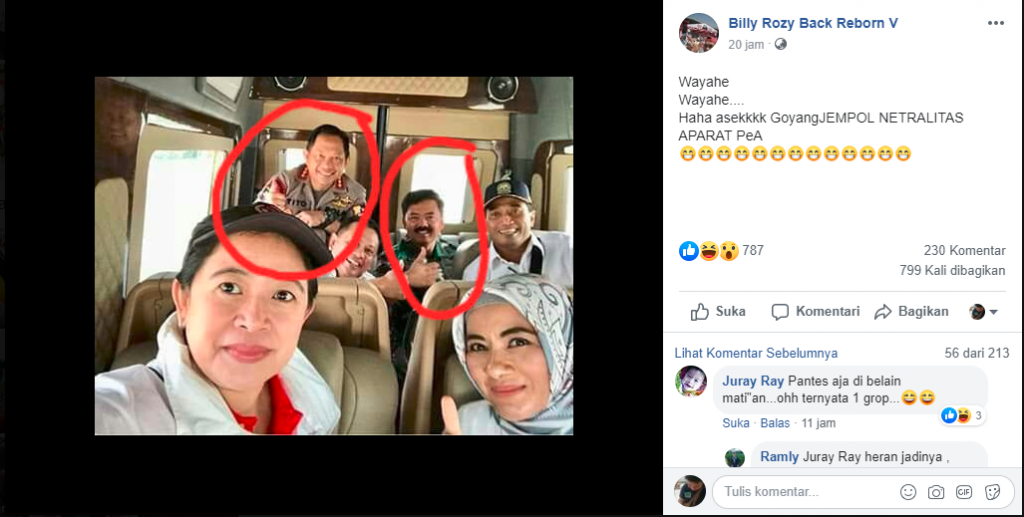 TITO
Billy Rozy Back Reborn V
20 jam
Wayahe
Wayahe....
Haha asekkkk GoyangJEMPOL NETRALITAS
APARAT PeA
787
230 Komentar
799 Kali dibagikan
Suka
Komentari
Bagikan
Lihat Komentar Sebelumnya
56 dari 213
Juray Ray Pantes aja di belain
mati"an...ohh ternyata 1 grop...
3
Suka · Balas · 11 jam
Ramly Juray Ray heran jadinya ,
Tulis komentar...
GIF